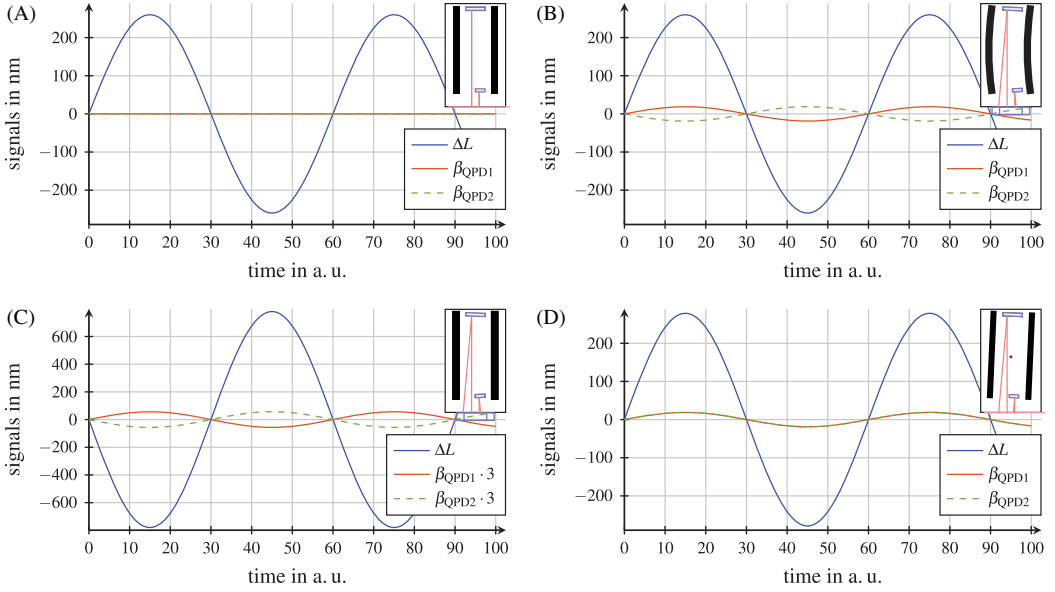 (A)
signals in nm
200
100
0
−100
−200
ΔL
βQPD1
βQPD2
0 10 20 30 40 50 60 70 80 90 100
time in a. u.
(B)
signals in nm
200
100
0
−100
−200
ΔL
βQPD1
βQPD2
0 10 20 30 40 50 60 70 80 90 100
time in a. u.
(C)
signals in nm
600
400
200
0
−200
−400
−600
ΔL
βQPD1 · 3
βQPD2 · 3
0 10 20 30 40 50 60 70 80 90 100
time in a. u.
(D)
signals in nm
200
100
0
−100
−200
ΔL
βQPD1
βQPD2
0 10 20 30 40 50 60 70 80 90 100
time in a. u.